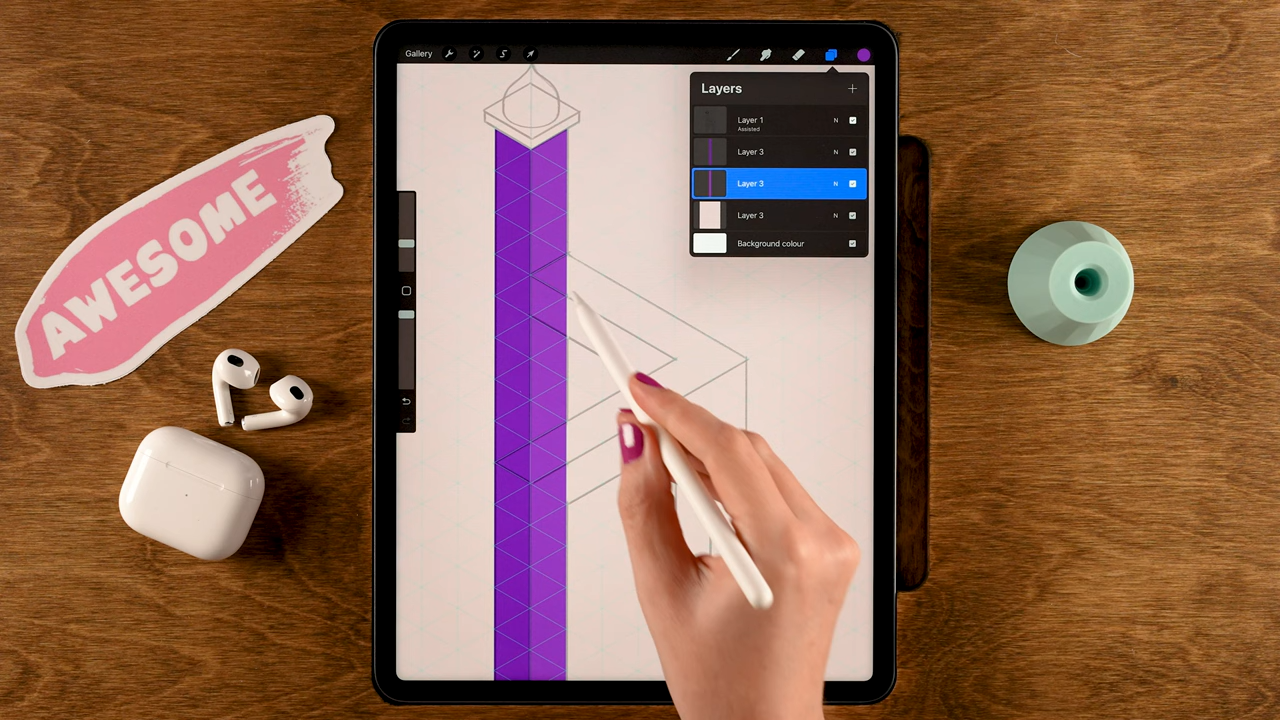 Gallery
Layers
Layer 1
N
Assisted
Layer 3
N
Layer 3
N
Layer 3
N
Background colour
AWESOME